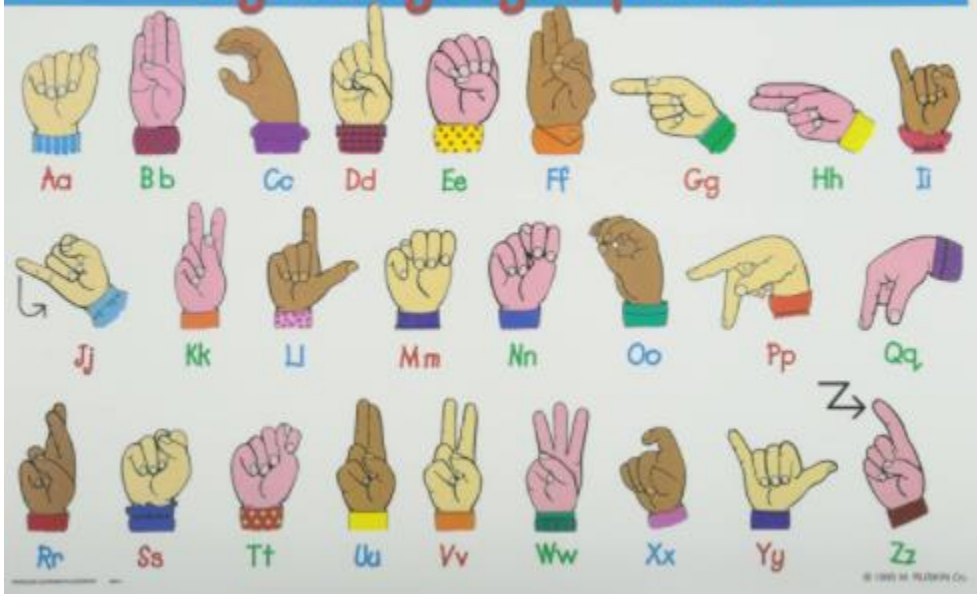 Aa Bb Cc Dd Ee Ff Gg Hh Ii
Jj Kk Ll Mm Nn Oo Pp Qq
Z
Rr Ss Tt Uu Vv Ww Xx Yy Zz